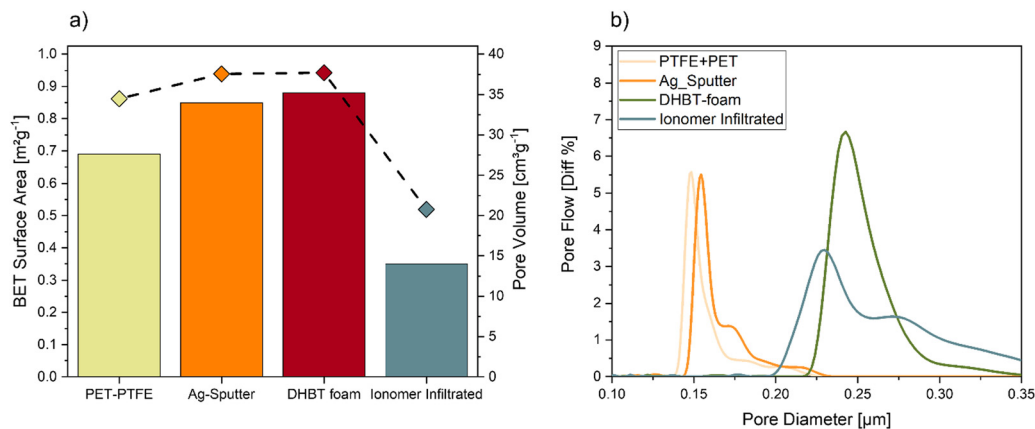 a)
BET Surface Area [m²g⁻¹]
1.0
0.9
0.8
0.7
0.6
0.5
0.4
0.3
0.2
0.1
0.0
PET-PTFE
Ag-Sputter
DHBT foam
Ionomer Infiltrated
40
35
30
25
20
15
10
5
0
Pore Volume [cm³g⁻¹]
b)
Pore Flow [Diff %]
9
8
7
6
5
4
3
2
1
0
PTFE+PET
Ag_Sputter
DHBT-foam
Ionomer Infiltrated
0.10
0.15
0.20
0.25
0.30
0.35
Pore Diameter [µm]